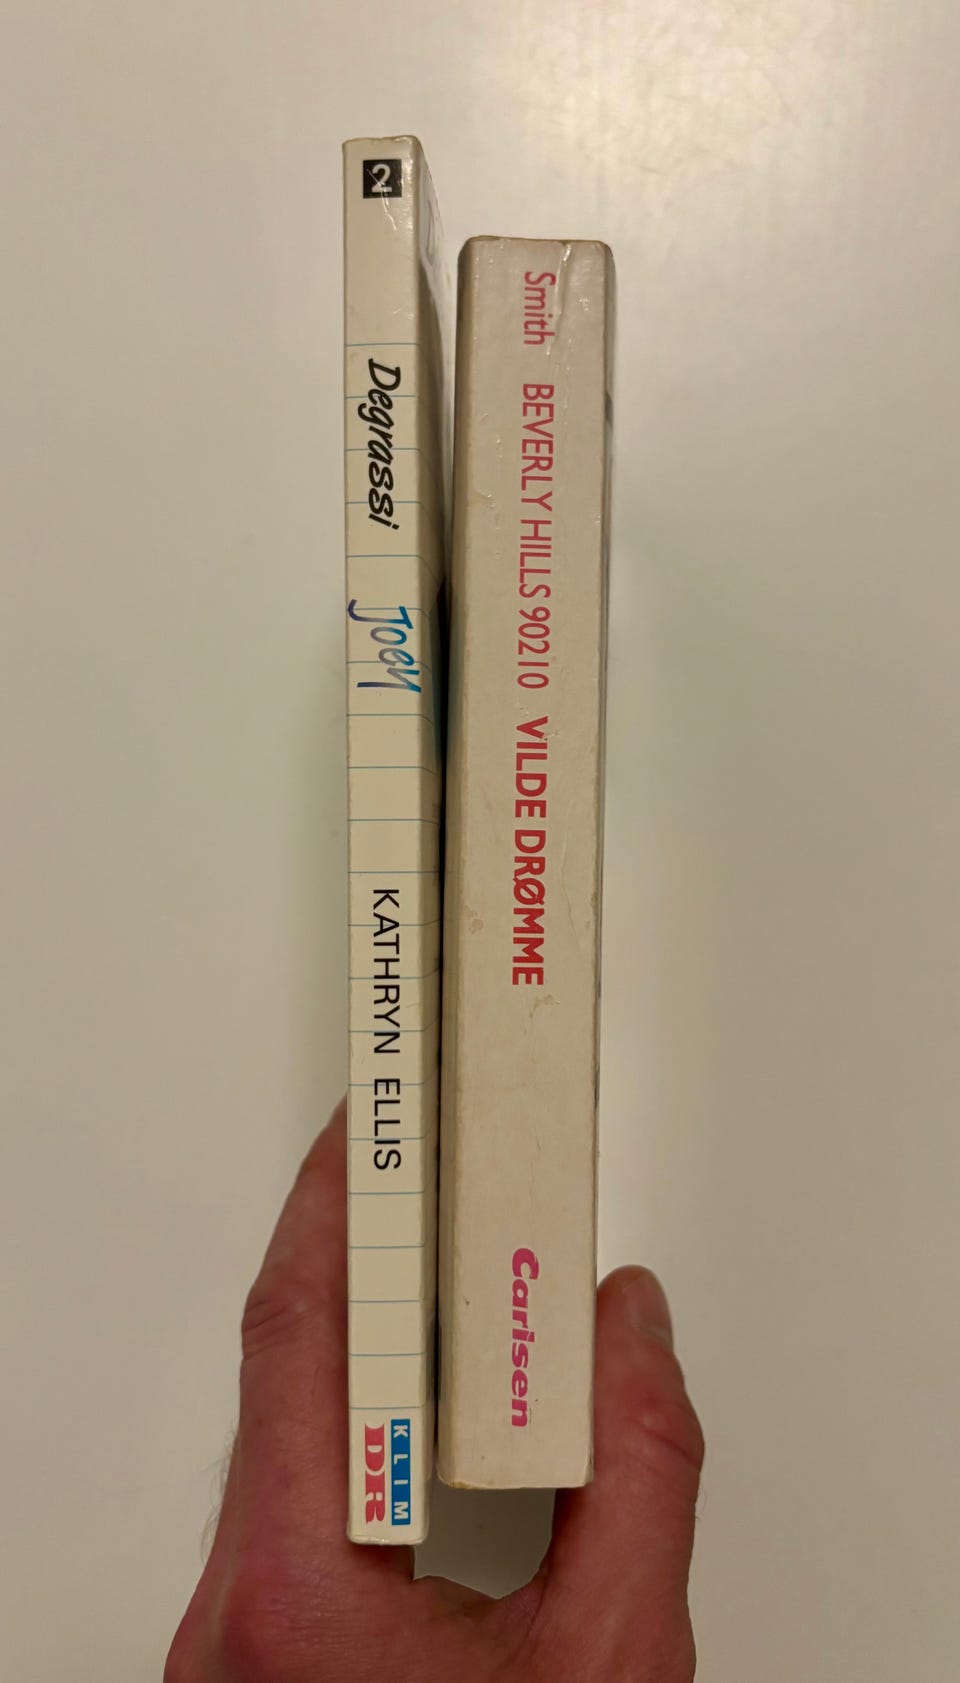 2
Degrassi Joey KATHRYN ELLIS
KLIM
DR
Smith BEVERLY HILLS 90210 VILDE DRØMME Carlsen